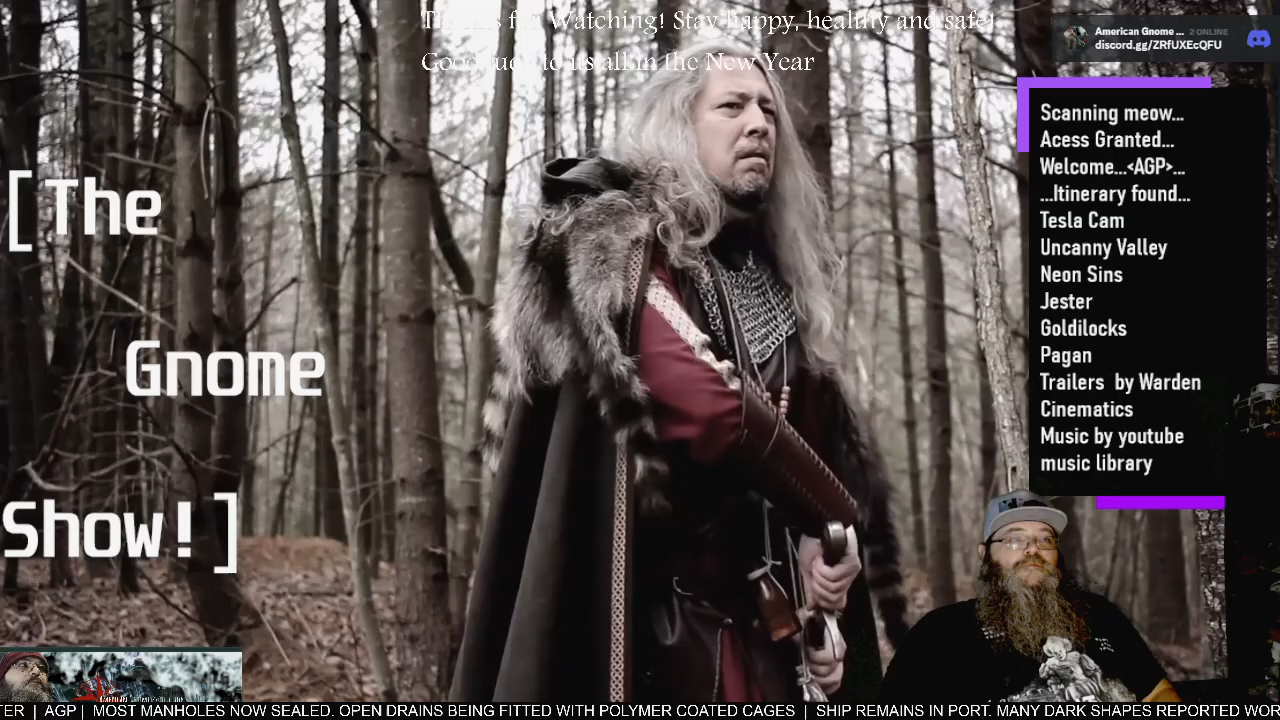 Thanks for Watching! Stay happy, healthy and safe!
Good luck to us all in the New Year
American Gnome ... 2 ONLINE
discord.gg/ZRfUXEcQFU
[The
Gnome
Show!]
Scanning meow...
Acess Granted...
Welcome...<AGP>...
...Itinerary found...
Tesla Cam
Uncanny Valley
Neon Sins
Jester
Goldilocks
Pagan
Trailers by Warden
Cinematics
Music by youtube
music library
TER | AGP | MOST MANHOLES NOW SEALED. OPEN DRAINS BEING FITTED WITH POLYMER COATED CAGES | SHIP REMAINS IN PORT. MANY DARK SHAPES REPORTED WOR